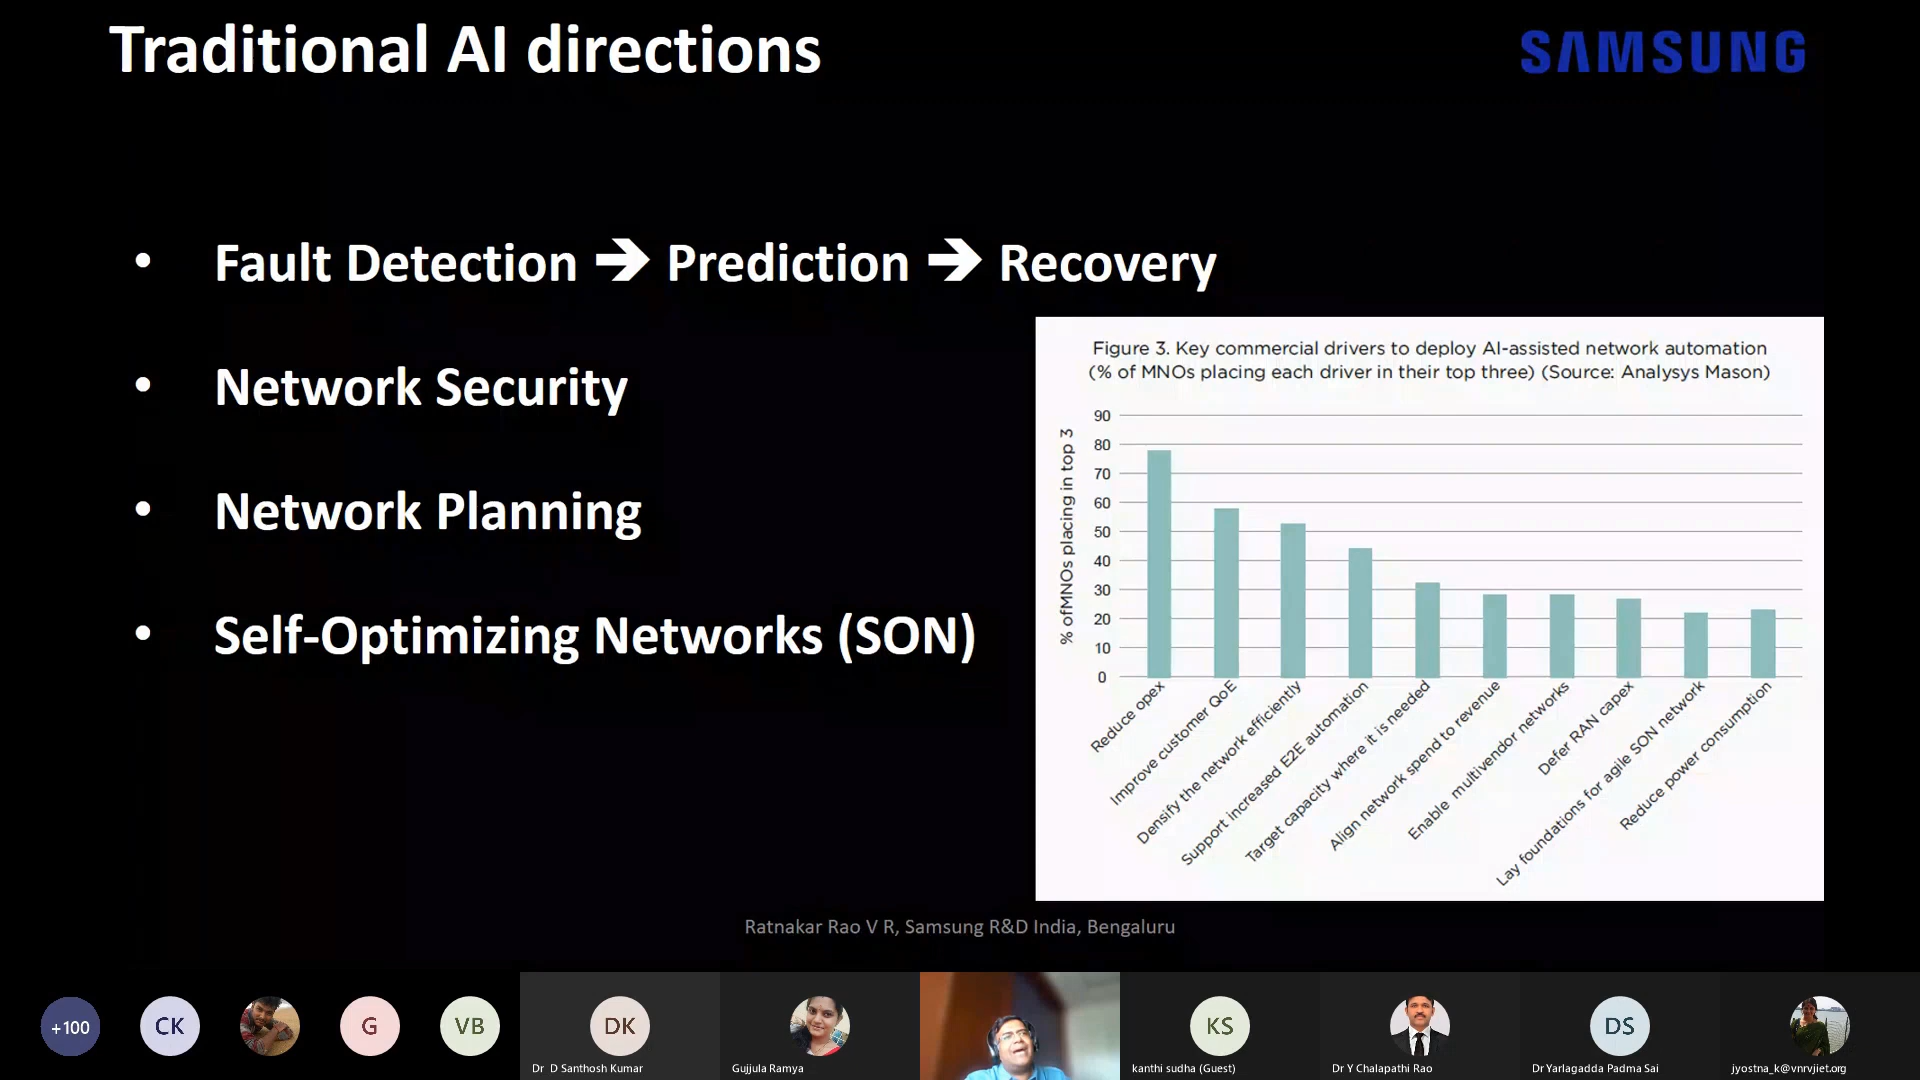 Traditional AI directions
SAMSUNG
• Fault Detection ➔ Prediction ➔ Recovery
• Network Security
• Network Planning
• Self-Optimizing Networks (SON)
Figure 3. Key commercial drivers to deploy AI-assisted network automation
(% of MNOs placing each driver in their top three) (Source: Analysys Mason)
% ofMNOs placing in top 3
90
80
70
60
50
40
30
20
10
0
Reduce opex
Improve customer QoE
Densify the network efficiently
Support increased E2E automation
Target capacity where it is needed
Align network spend to revenue
Enable multivendor networks
Defer RAN capex
Lay foundations for agile SON network
Reduce power consumption
Ratnakar Rao V R, Samsung R&D India, Bengaluru
+100
CK
G
VB
DK
KS
DS
Dr D Santhosh Kumar
Gujjula Ramya
kanthi sudha (Guest)
Dr Y Chalapathi Rao
Dr Yarlagadda Padma Sai
jyostna_k@vnrvjiet.org